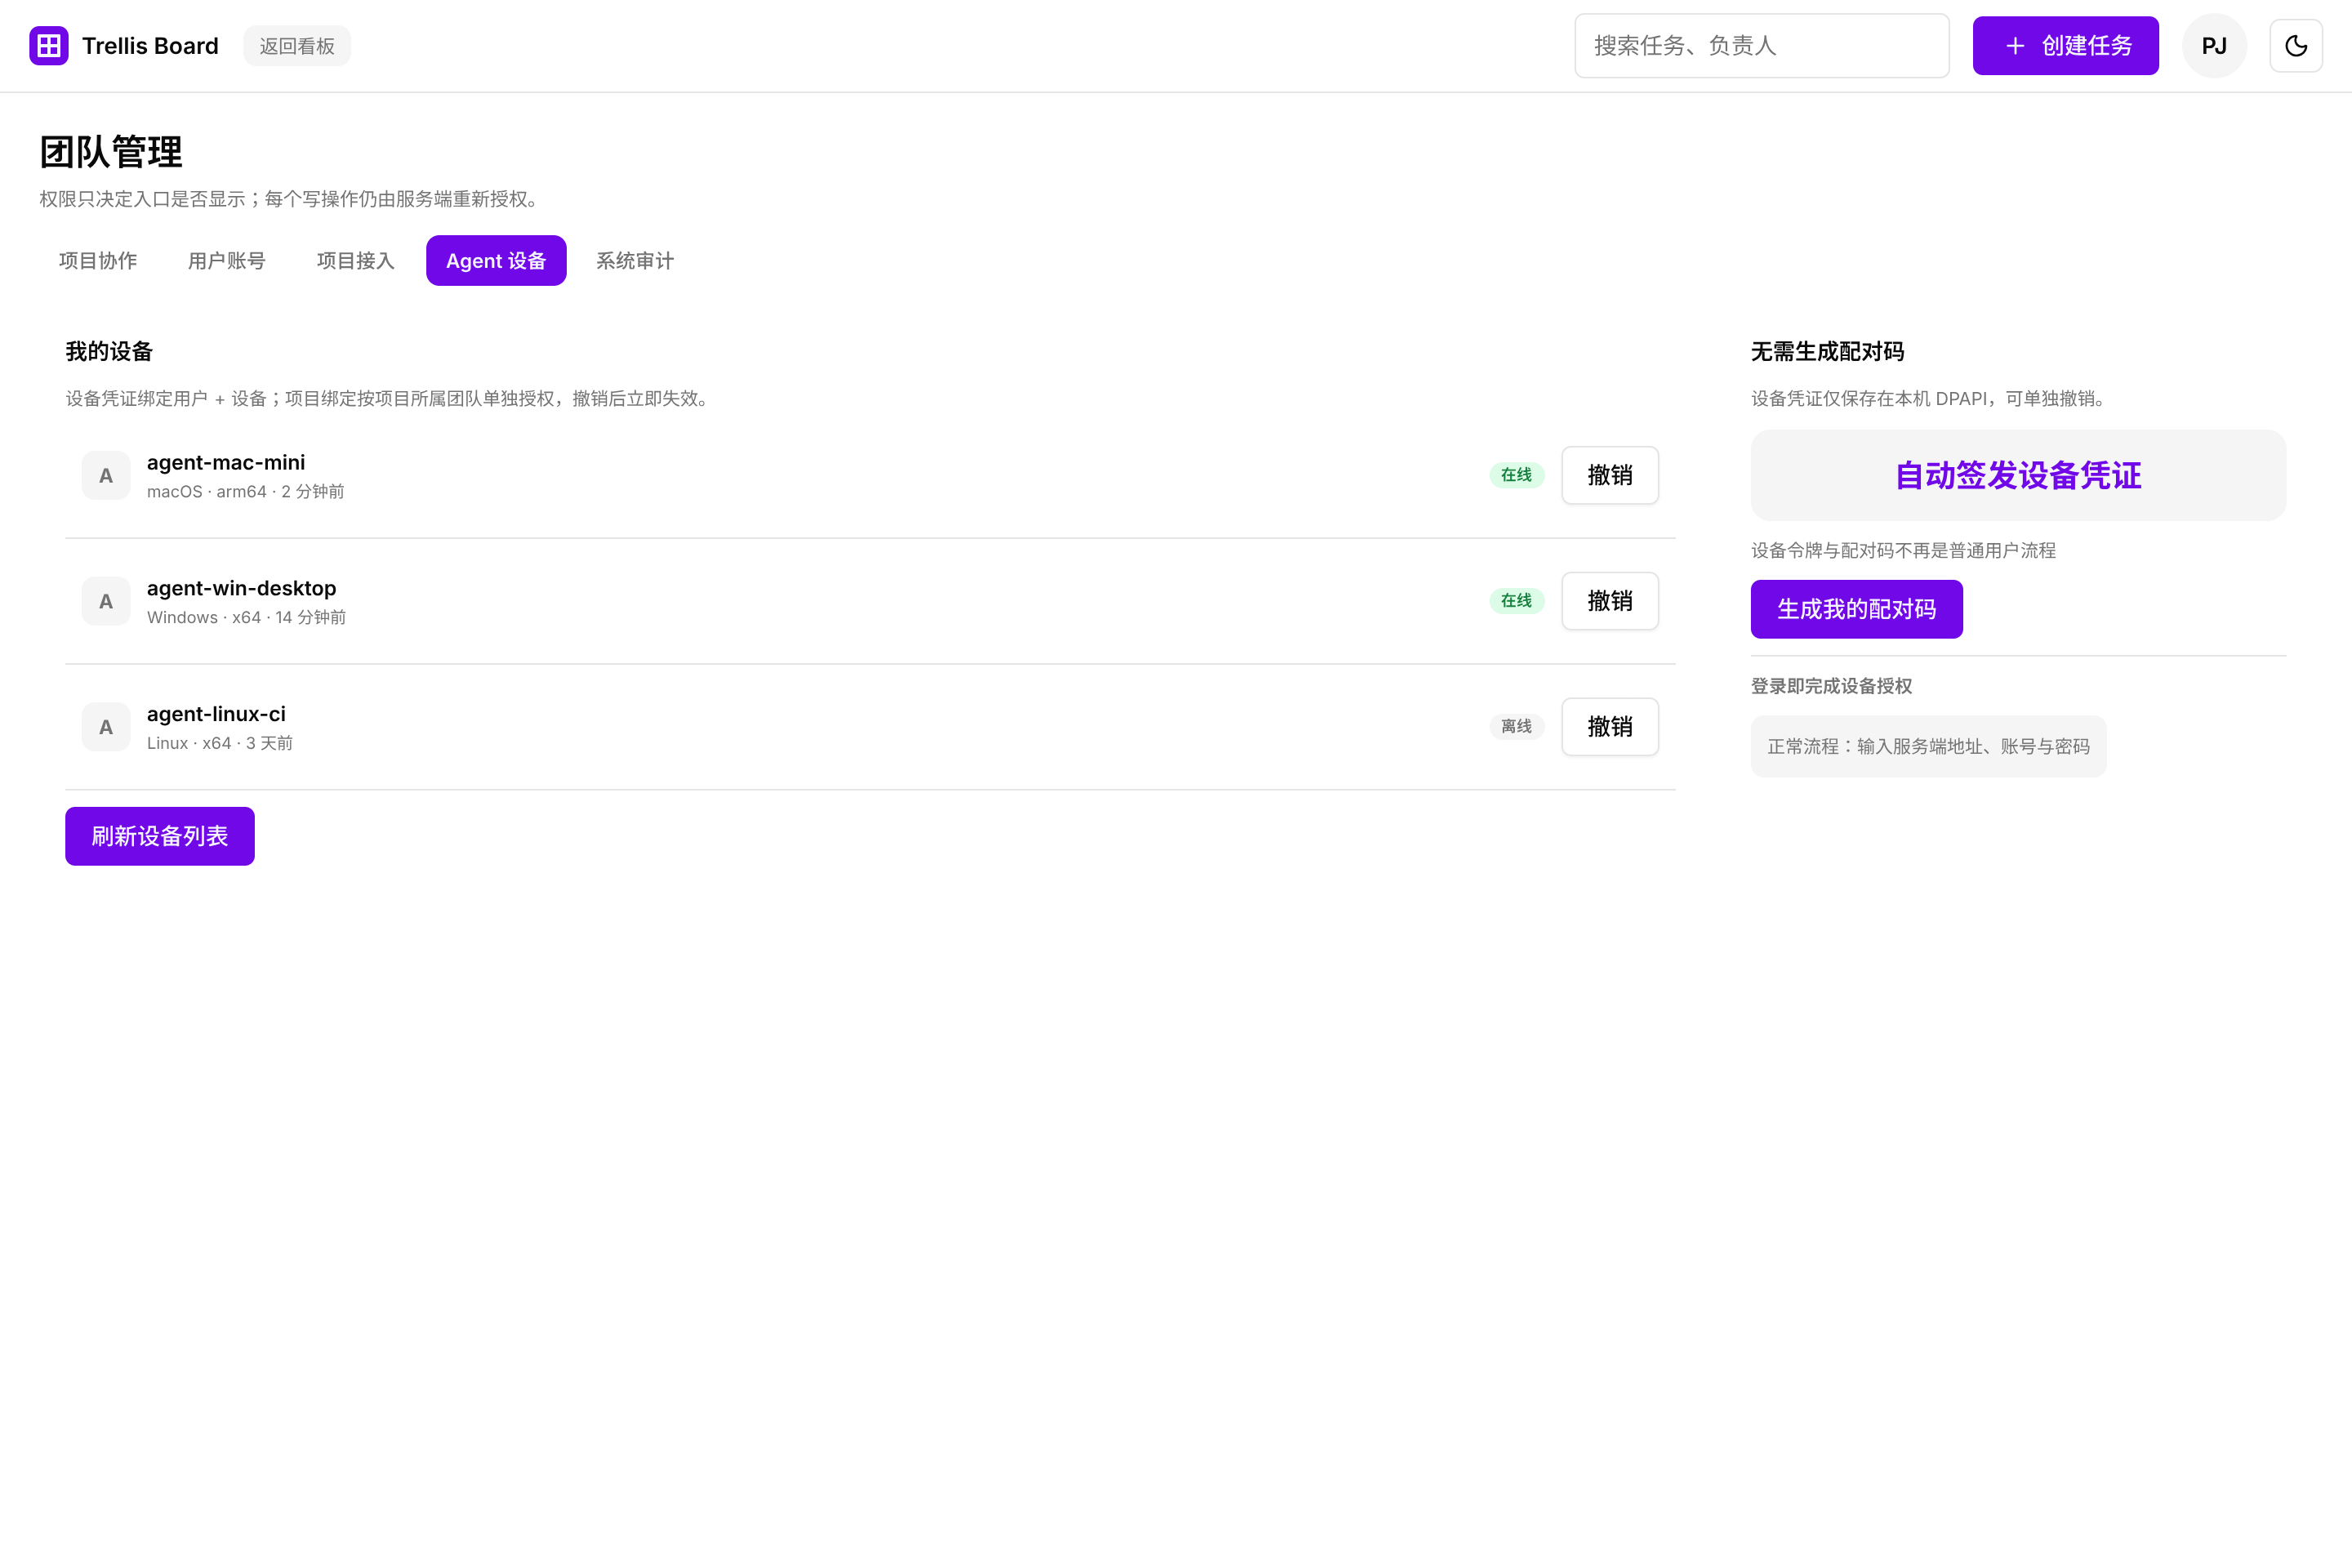 Trellis Board
返回看板
搜索任务、负责人
创建任务
PJ
团队管理
权限只决定入口是否显示；每个写操作仍由服务端重新授权。
项目协作
用户账号
项目接入
Agent 设备
系统审计
我的设备
设备凭证绑定用户 + 设备；项目绑定按项目所属团队单独授权，撤销后立即失效。
A
agent-mac-mini
macOS · arm64 · 2 分钟前
在线
撤销
A
agent-win-desktop
Windows · x64 · 14 分钟前
在线
撤销
A
agent-linux-ci
Linux · x64 · 3 天前
离线
撤销
刷新设备列表
无需生成配对码
设备凭证仅保存在本机 DPAPI，可单独撤销。
自动签发设备凭证
设备令牌与配对码不再是普通用户流程
生成我的配对码
登录即完成设备授权
正常流程：输入服务端地址、账号与密码